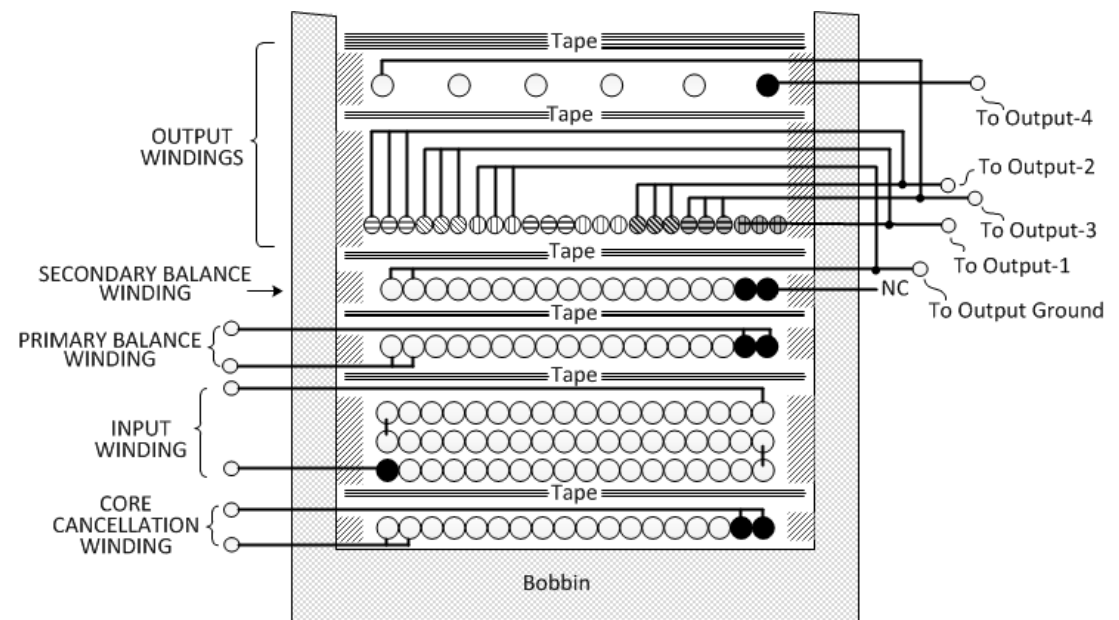 Tape
To Output-4
Tape
OUTPUT
WINDINGS
To Output-2
To Output-3
Tape
To Output-1
SECONDARY BALANCE
WINDING
NC
To Output Ground
Tape
PRIMARY BALANCE
WINDING
Tape
INPUT
WINDING
Tape
CORE
CANCELLATION
WINDING
Bobbin